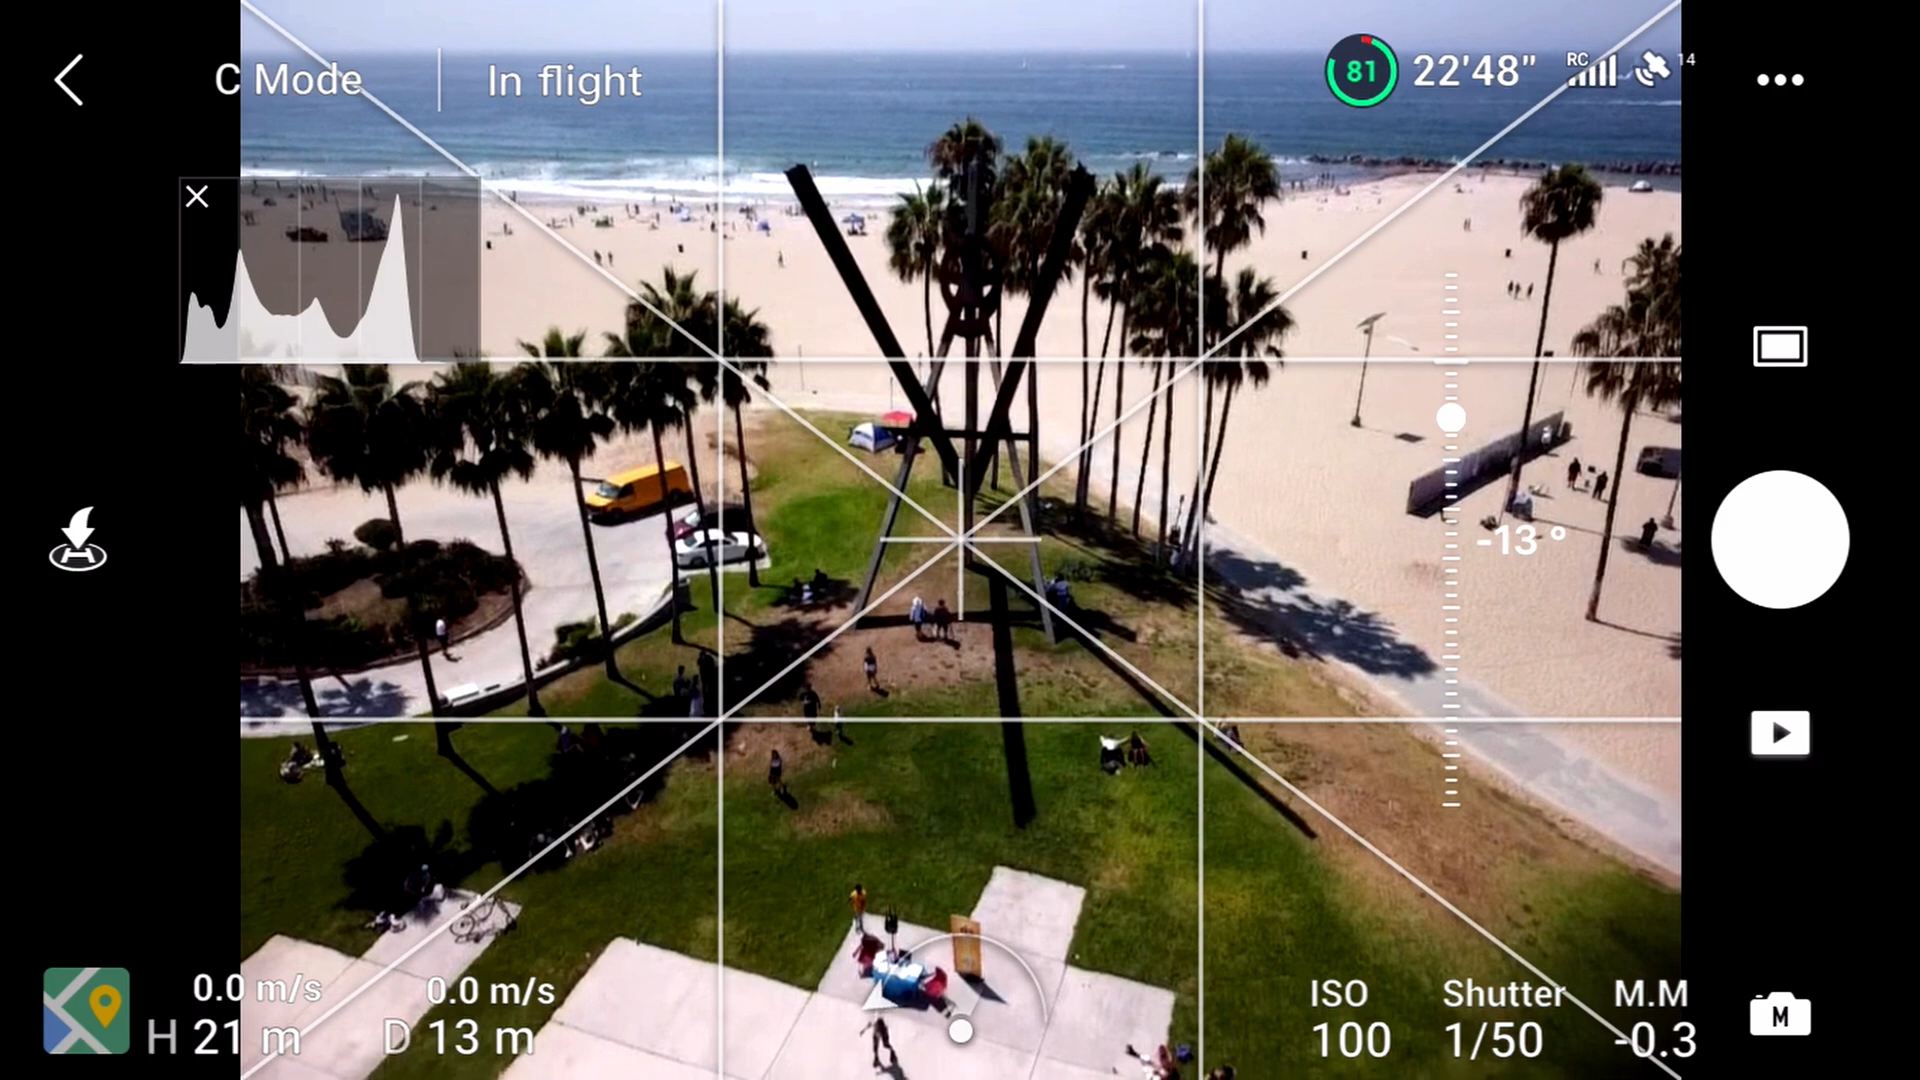 C Mode
In flight
81
22'48"
RC
14
-13°
0.0 m/s
0.0 m/s
H 21 m
D 13 m
ISO
100
Shutter
1/50
M.M
-0.3
M